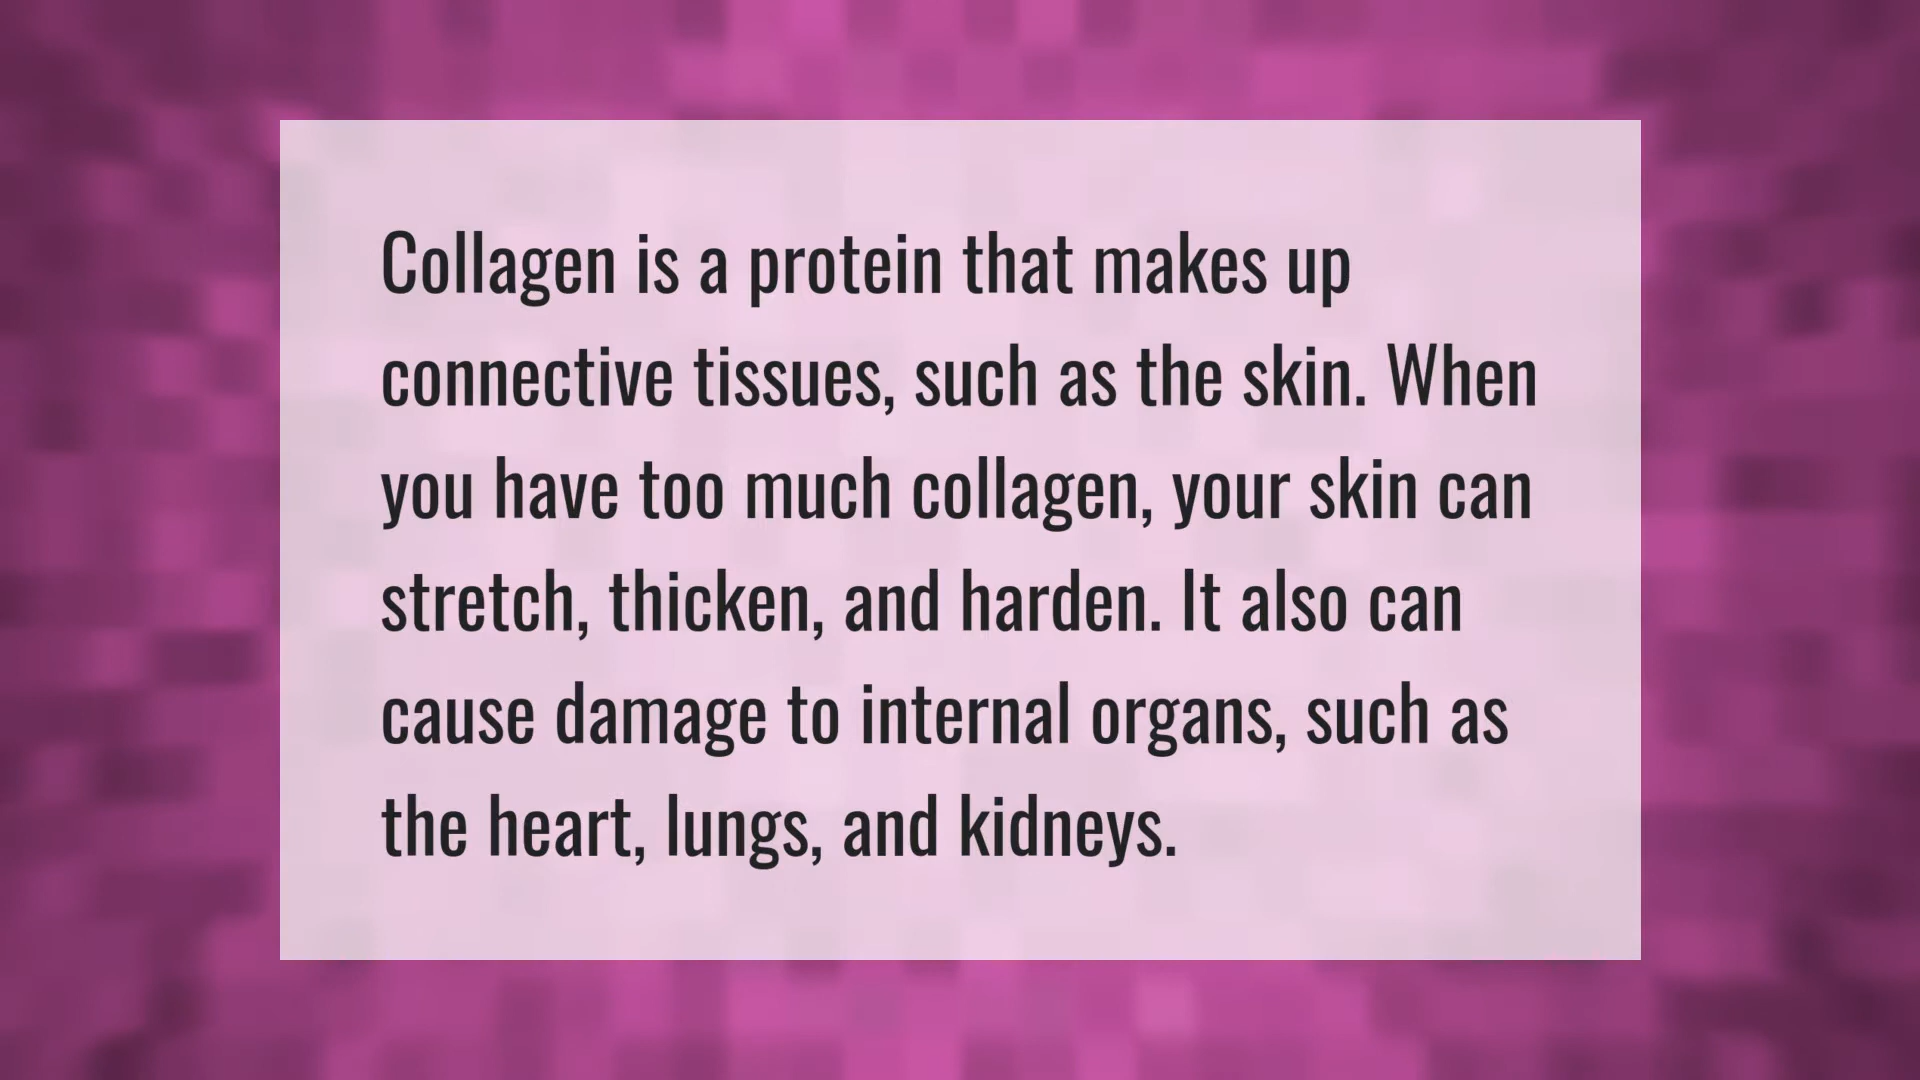 Collagen is a protein that makes up
connective tissues, such as the skin. When
you have too much collagen, your skin can
stretch, thicken, and harden. It also can
cause damage to internal organs, such as
the heart, lungs, and kidneys.